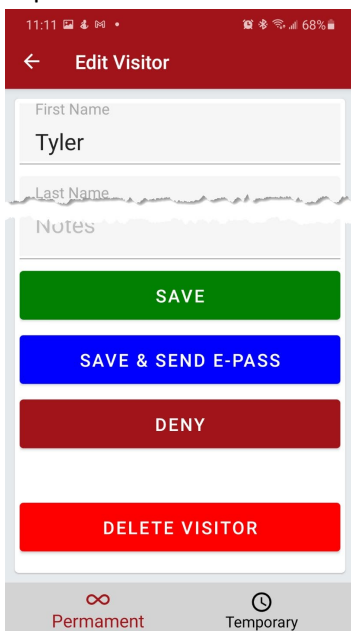 11:11 68%
Edit Visitor
First Name
Tyler
Last Name
Notes
SAVE
SAVE & SEND E-PASS
DENY
DELETE VISITOR
Permament Temporary